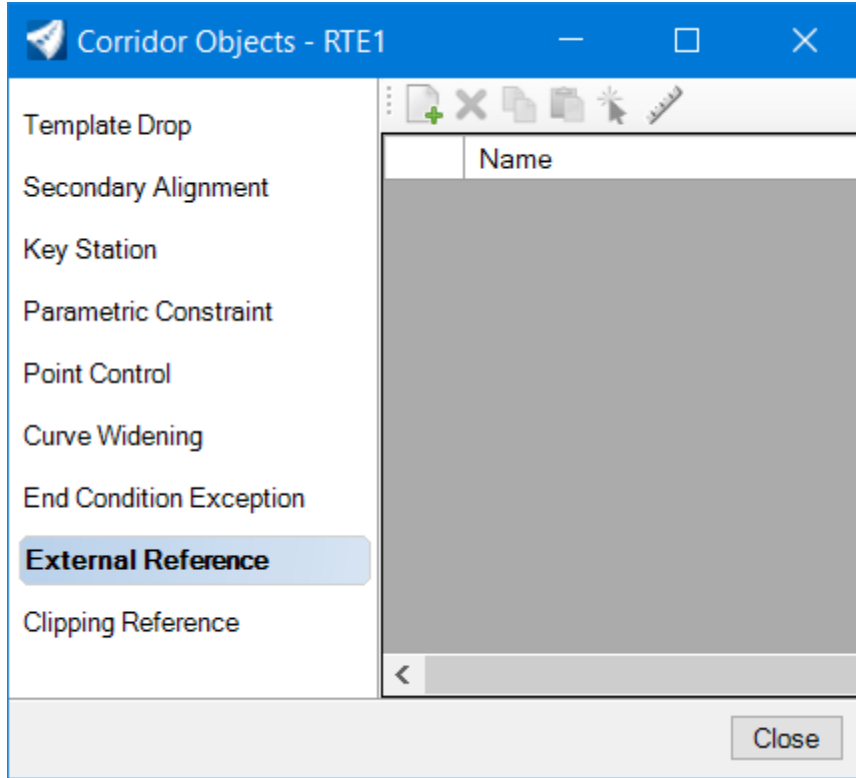 Corridor Objects - RTE1
Template Drop
Secondary Alignment
Key Station
Parametric Constraint
Point Control
Curve Widening
End Condition Exception
External Reference
Clipping Reference
Name
Close